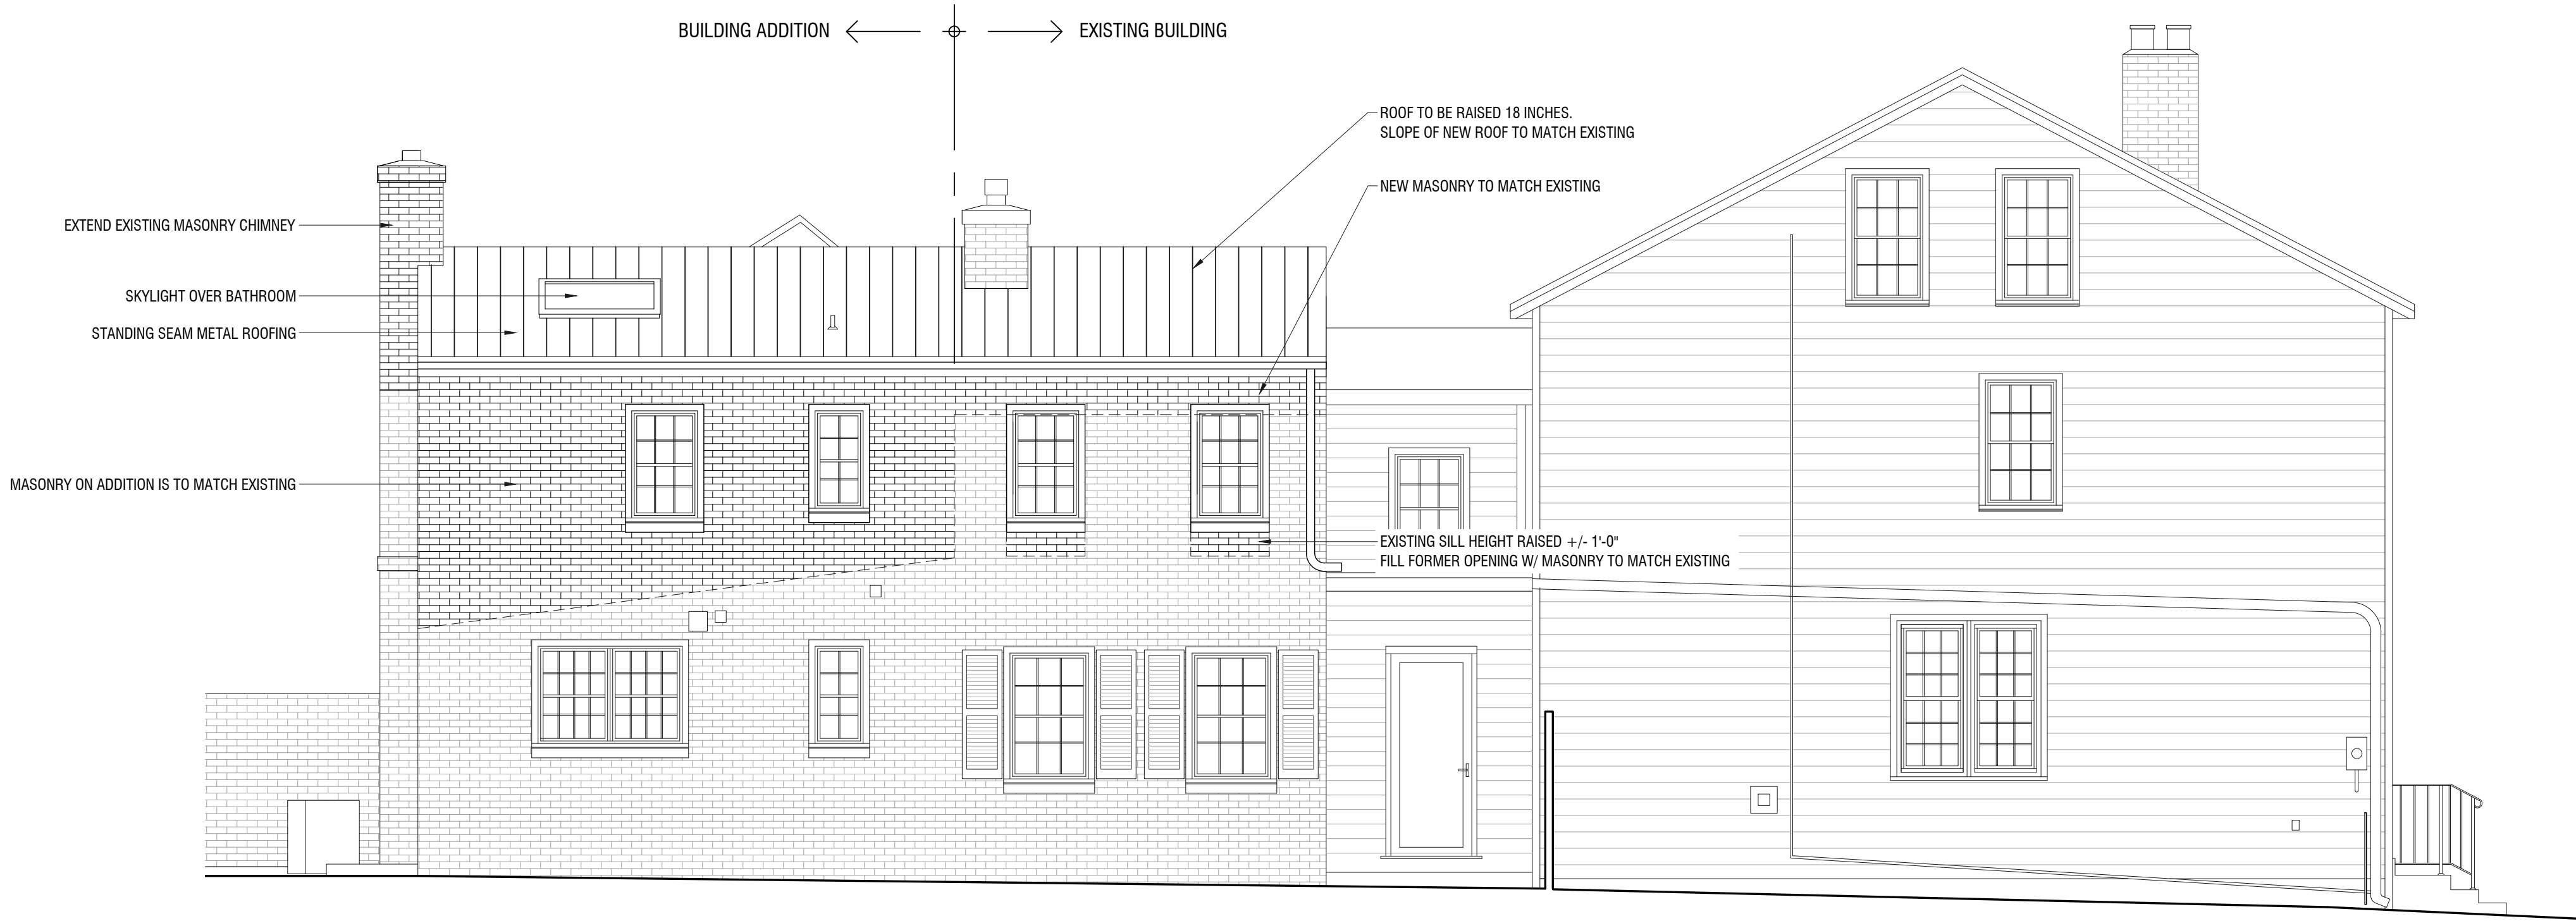 BUILDING ADDITION
EXISTING BUILDING
ROOF TO BE RAISED 18 INCHES.
SLOPE OF NEW ROOF TO MATCH EXISTING
NEW MASONRY TO MATCH EXISTING
EXTEND EXISTING MASONRY CHIMNEY
SKYLIGHT OVER BATHROOM
STANDING SEAM METAL ROOFING
MASONRY ON ADDITION IS TO MATCH EXISTING
EXISTING SILL HEIGHT RAISED +/- 1'-0"
FILL FORMER OPENING W/ MASONRY TO MATCH EXISTING